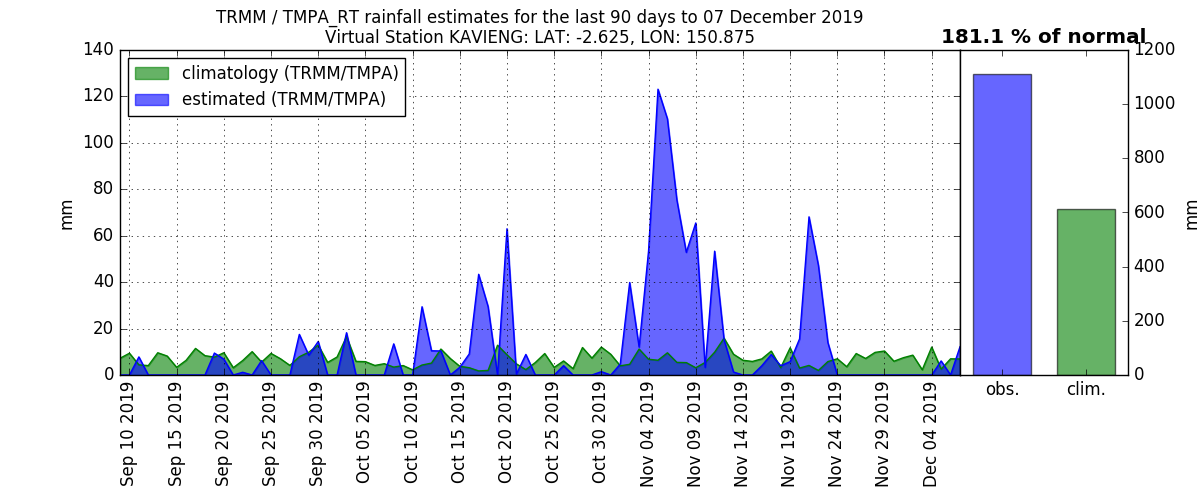 TRMM / TMPA_RT rainfall estimates for the last 90 days to 07 December 2019
Virtual Station KAVIENG: LAT: -2.625, LON: 150.875
181.1 % of normal
climatology (TRMM/TMPA)
estimated (TRMM/TMPA)
mm
140
120
100
80
60
40
20
0
Sep 10 2019
Sep 15 2019
Sep 20 2019
Sep 25 2019
Sep 30 2019
Oct 05 2019
Oct 10 2019
Oct 15 2019
Oct 20 2019
Oct 25 2019
Oct 30 2019
Nov 04 2019
Nov 09 2019
Nov 14 2019
Nov 19 2019
Nov 24 2019
Nov 29 2019
Dec 04 2019
obs.
clim.
1200
1000
800
600
400
200
0
mm